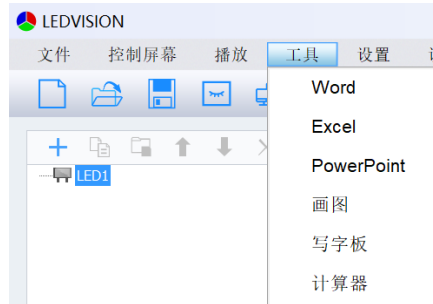 LEDVISION
文件 控制屏幕 播放 工具 设置
Word
Excel
LED1
PowerPoint
画图
写字板
计算器